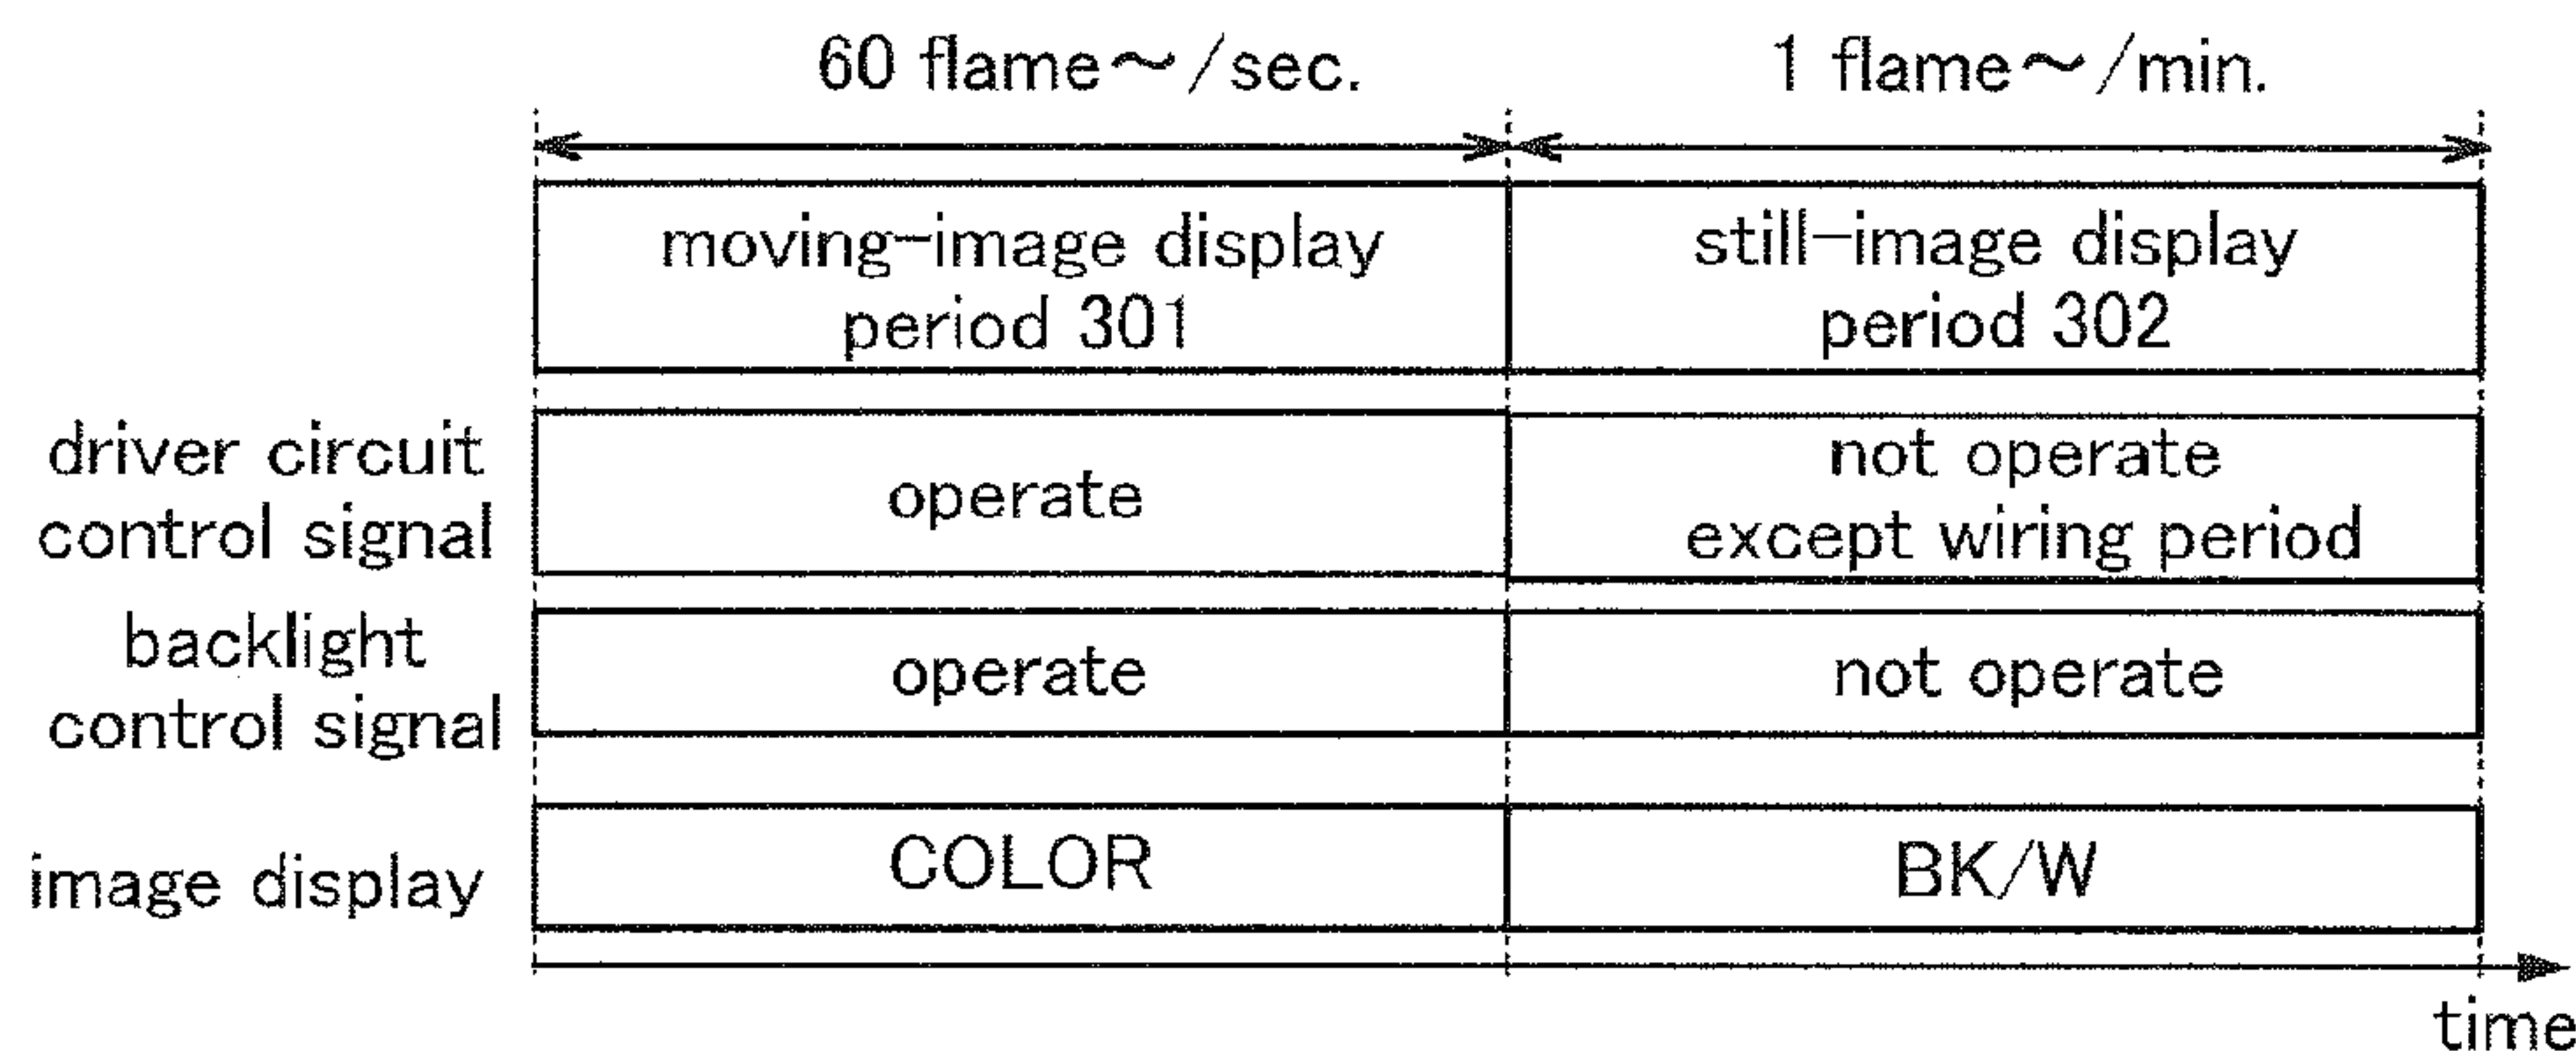 60 flame～/sec.
1 flame～/min.
moving-image display
period 301
still-image display
period 302
driver circuit
control signal
operate
not operate
except wiring period
backlight
control signal
operate
not operate
image display
COLOR
BK/W
time